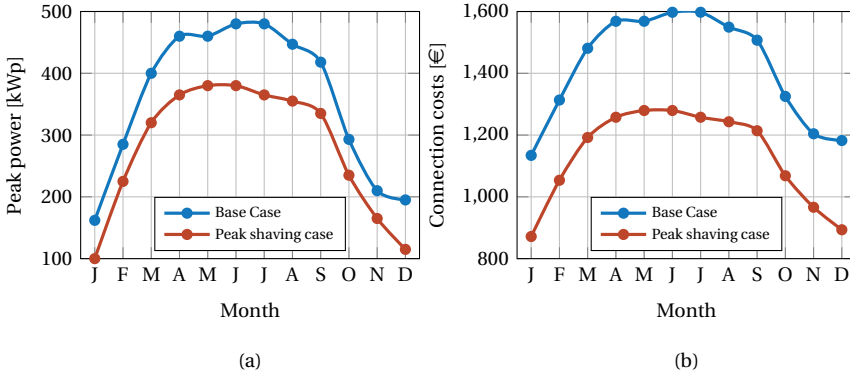 Peak power [kWp]
500
400
300
200
100
Base Case
Peak shaving case
J F M A M J J A S O N D
Month
(a)
Connection costs [€]
1,600
1,400
1,200
1,000
800
Base Case
Peak shaving case
J F M A M J J A S O N D
Month
(b)